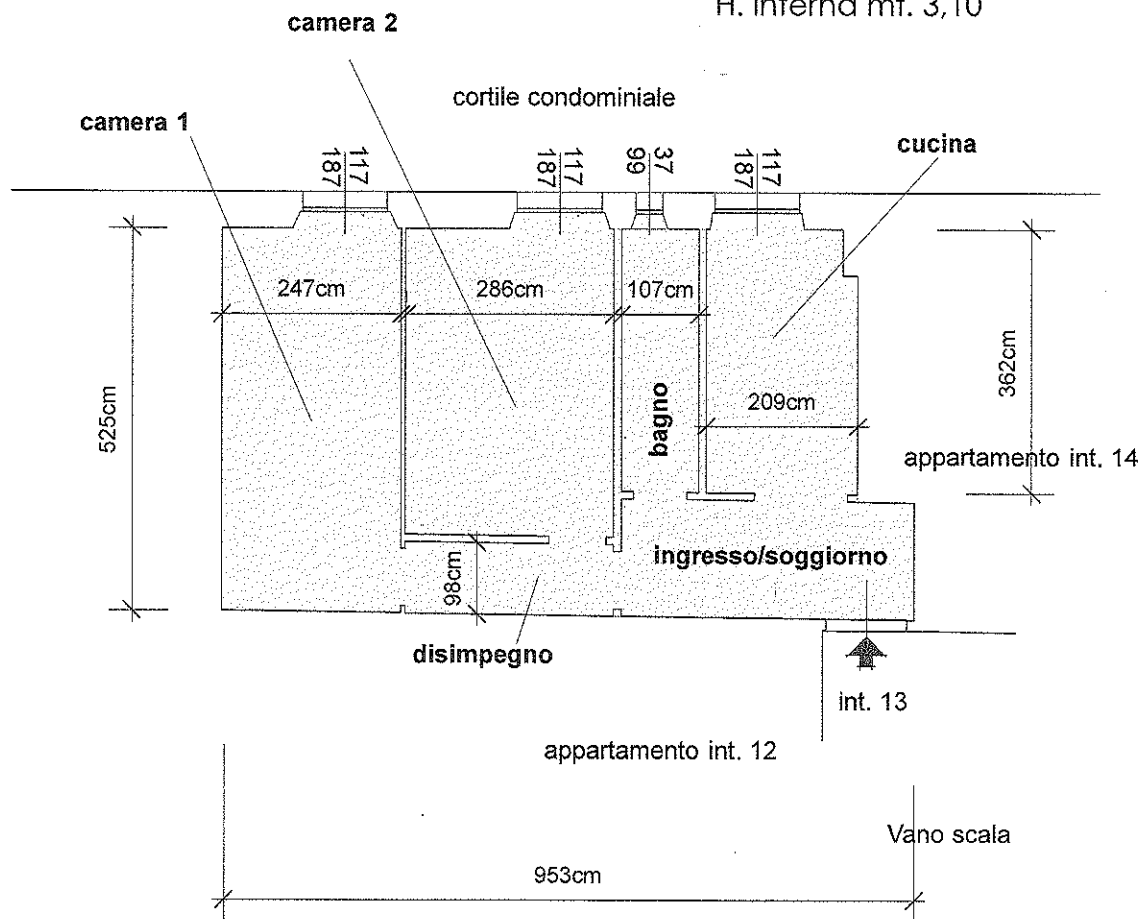 H. interna mt. 3,10
camera 2
cortile condominiale
camera 1
cucina
117
187
117
187
37
99
117
187
247cm
286cm
107cm
209cm
525cm
362cm
bagno
appartamento int. 14
ingresso/soggiorno
98cm
disimpegno
int. 13
appartamento int. 12
Vano scala
953cm